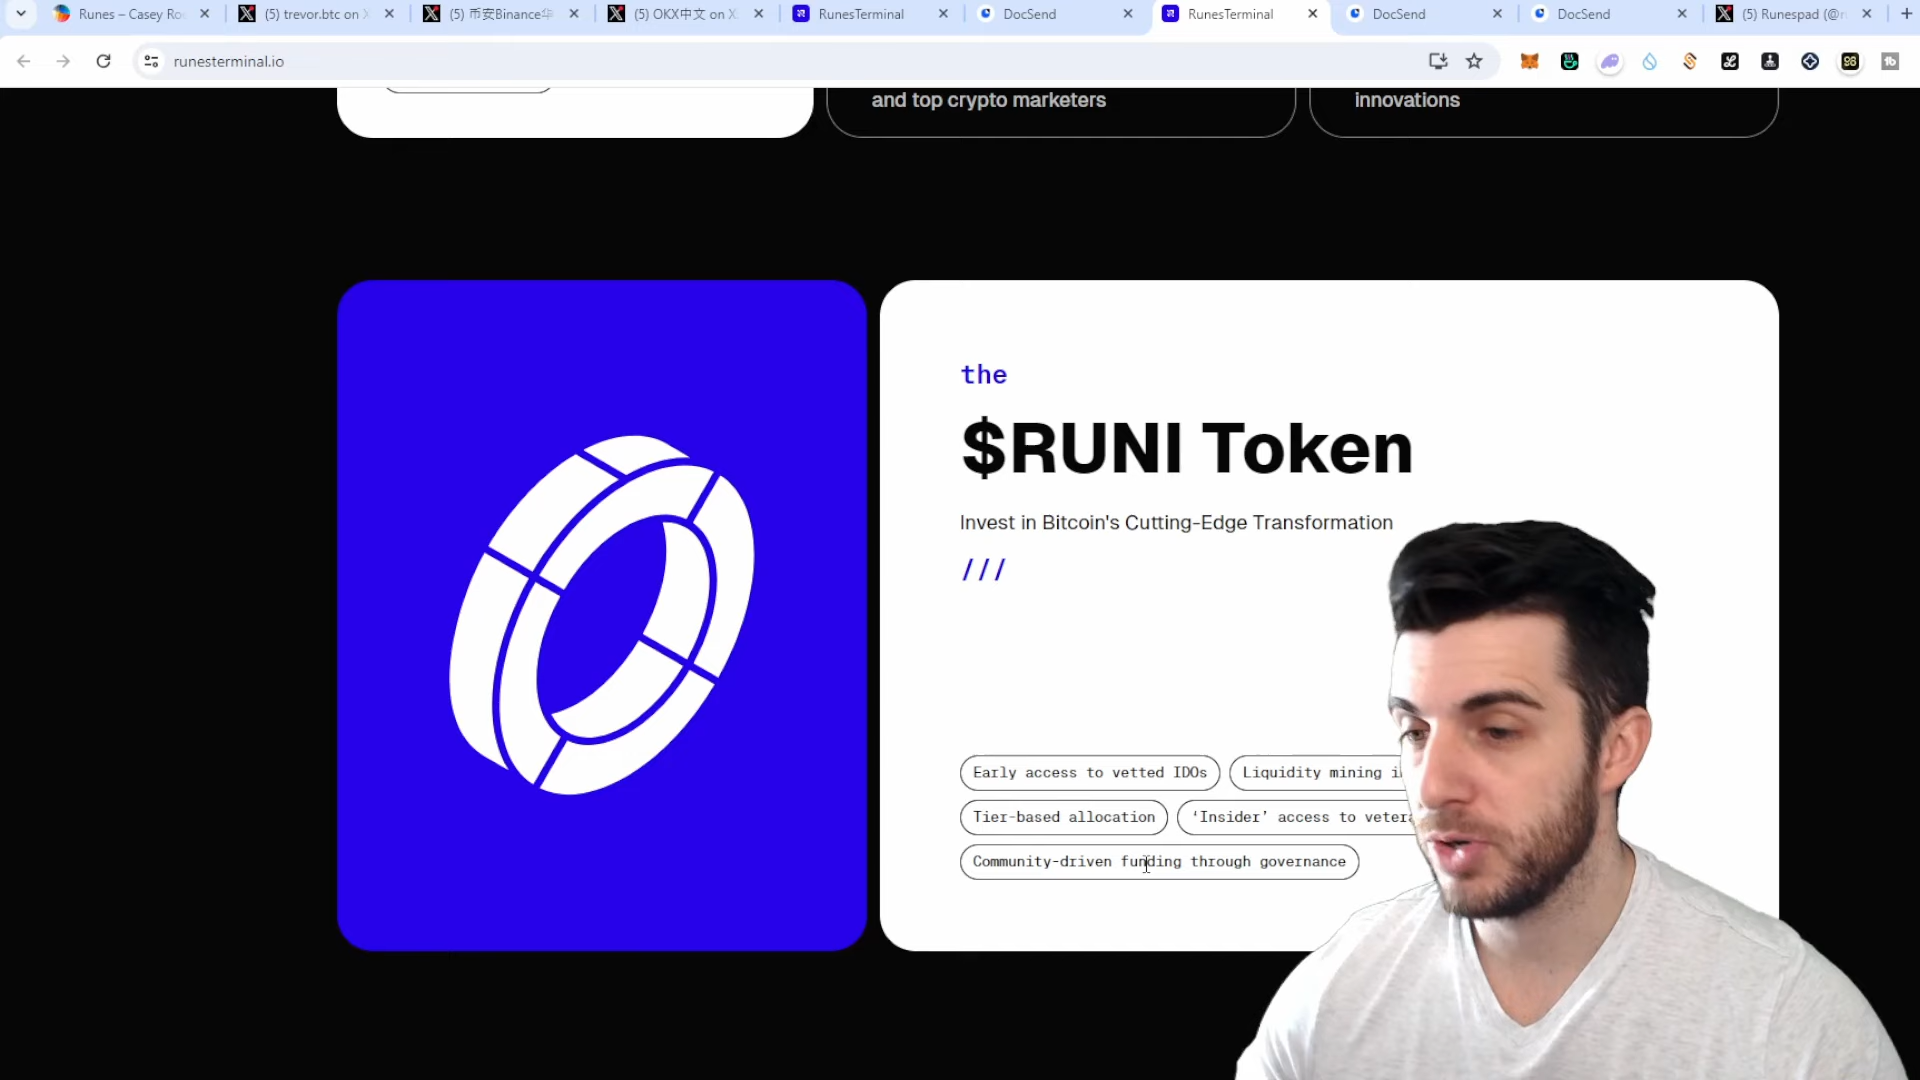 Runes – Casey Ro
(5) trevor.btc on X
(5) 币安Binance华
(5) OKX中文 on X
RunesTerminal
DocSend
RunesTerminal
DocSend
DocSend
(5) Runespad (@r
runesterminal.io
and top crypto marketers
innovations
the
$RUNI Token
Invest in Bitcoin's Cutting-Edge Transformation
///
Early access to vetted IDOs
Liquidity mining
Tier-based allocation
‘Insider’ access to
Community-driven funding through governance